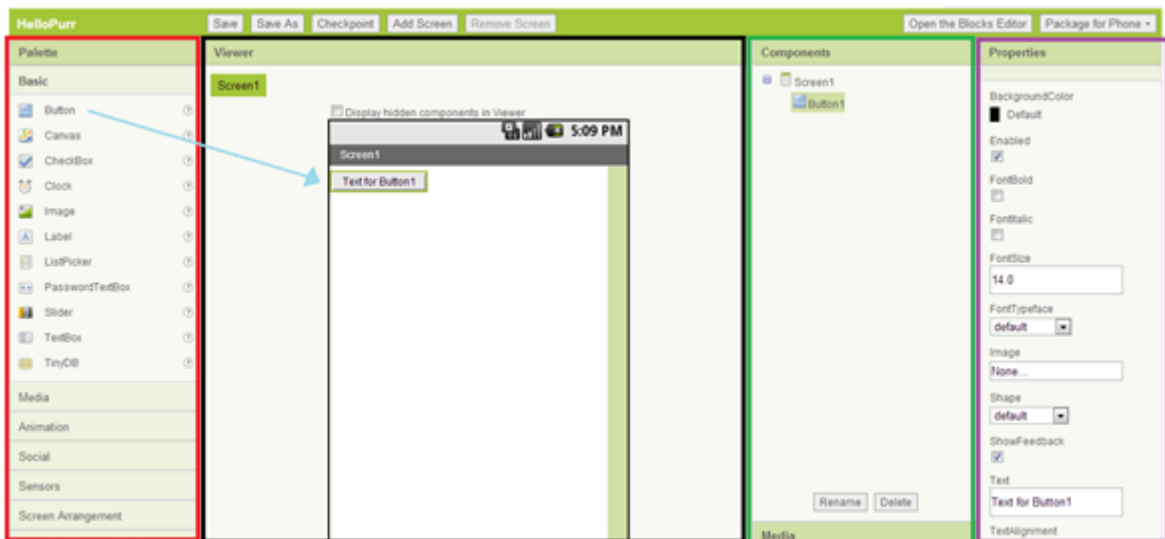 HelloPurr
Save
Save As
Checkpoint
Add Screen
Remove Screen
Open the Blocks Editor
Package for Phone
Palette
Basic
Button
Canvas
CheckBox
Clock
Image
Label
ListPicker
PasswordTextBox
Slider
TextBox
TinyDB
Media
Animation
Social
Sensors
Screen Arrangement
Viewer
Screen1
Display hidden components in Viewer
5:09 PM
Screen1
Text for Button1
Components
Screen1
Button1
Rename
Delete
Media
Properties
BackgroundColor
Default
Enabled
FontBold
FontItalic
FontSize
14.0
FontTypeface
default
Image
None...
Shape
default
ShowFeedback
Text
Text for Button1
TextAlignment